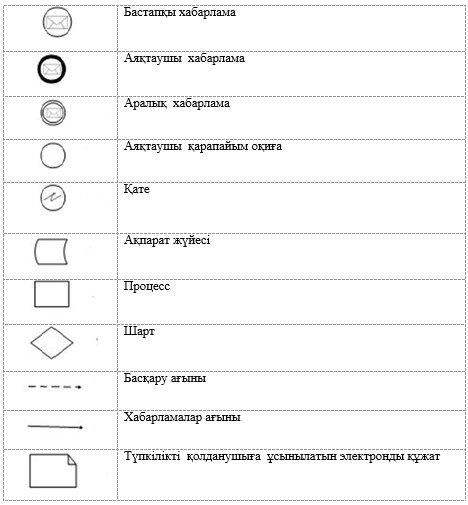 Бастапқы хабарлама
Аяқтаушы хабарлама
Аралық хабарлама
Аяқтаушы қарапайым оқиға
Қате
Ақпарат жүйесі
Процесс
Шарт
Басқару ағыны
Хабарламалар ағыны
Түпкілікті қолданушыға ұсынылатын электронды құжат